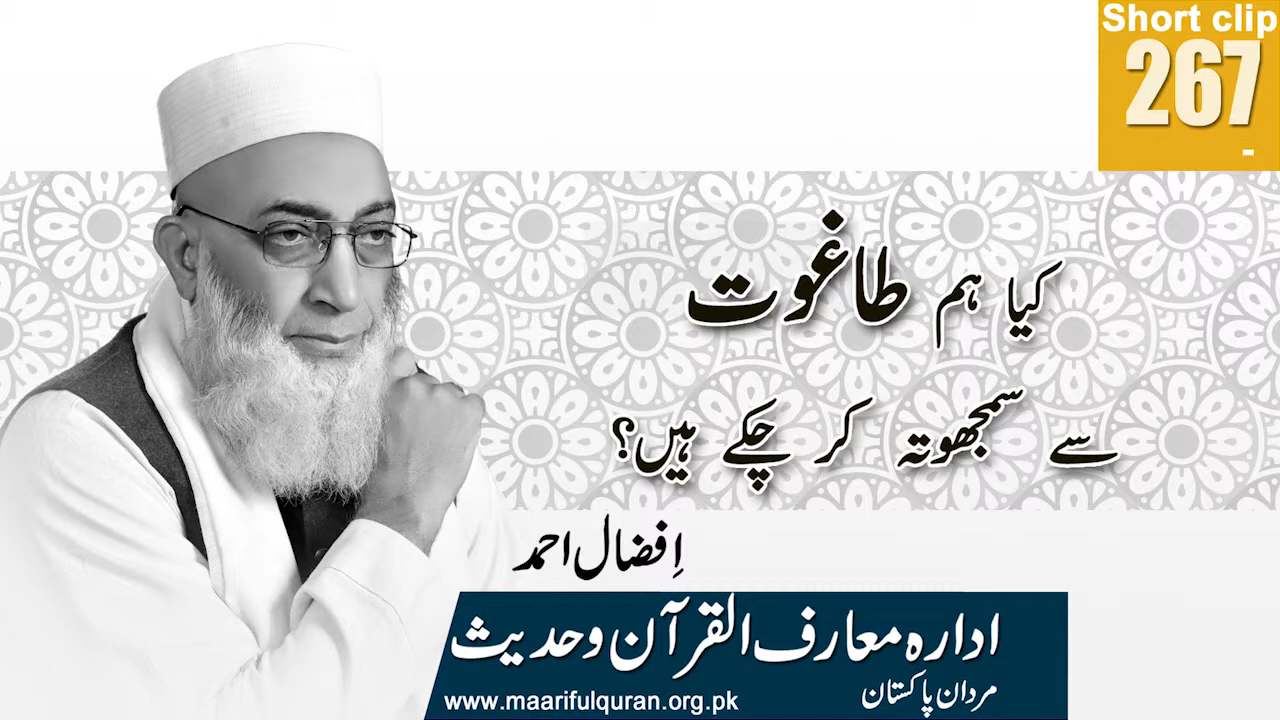 Short clip
267
-
کیا ہم طاغوت
سے سمجھوتہ کر چکے ہیں؟
اِفضال احمد
ادارہ معارف القرآن و حدیث
مردان پاکستان
www.maarifulquran.org.pk